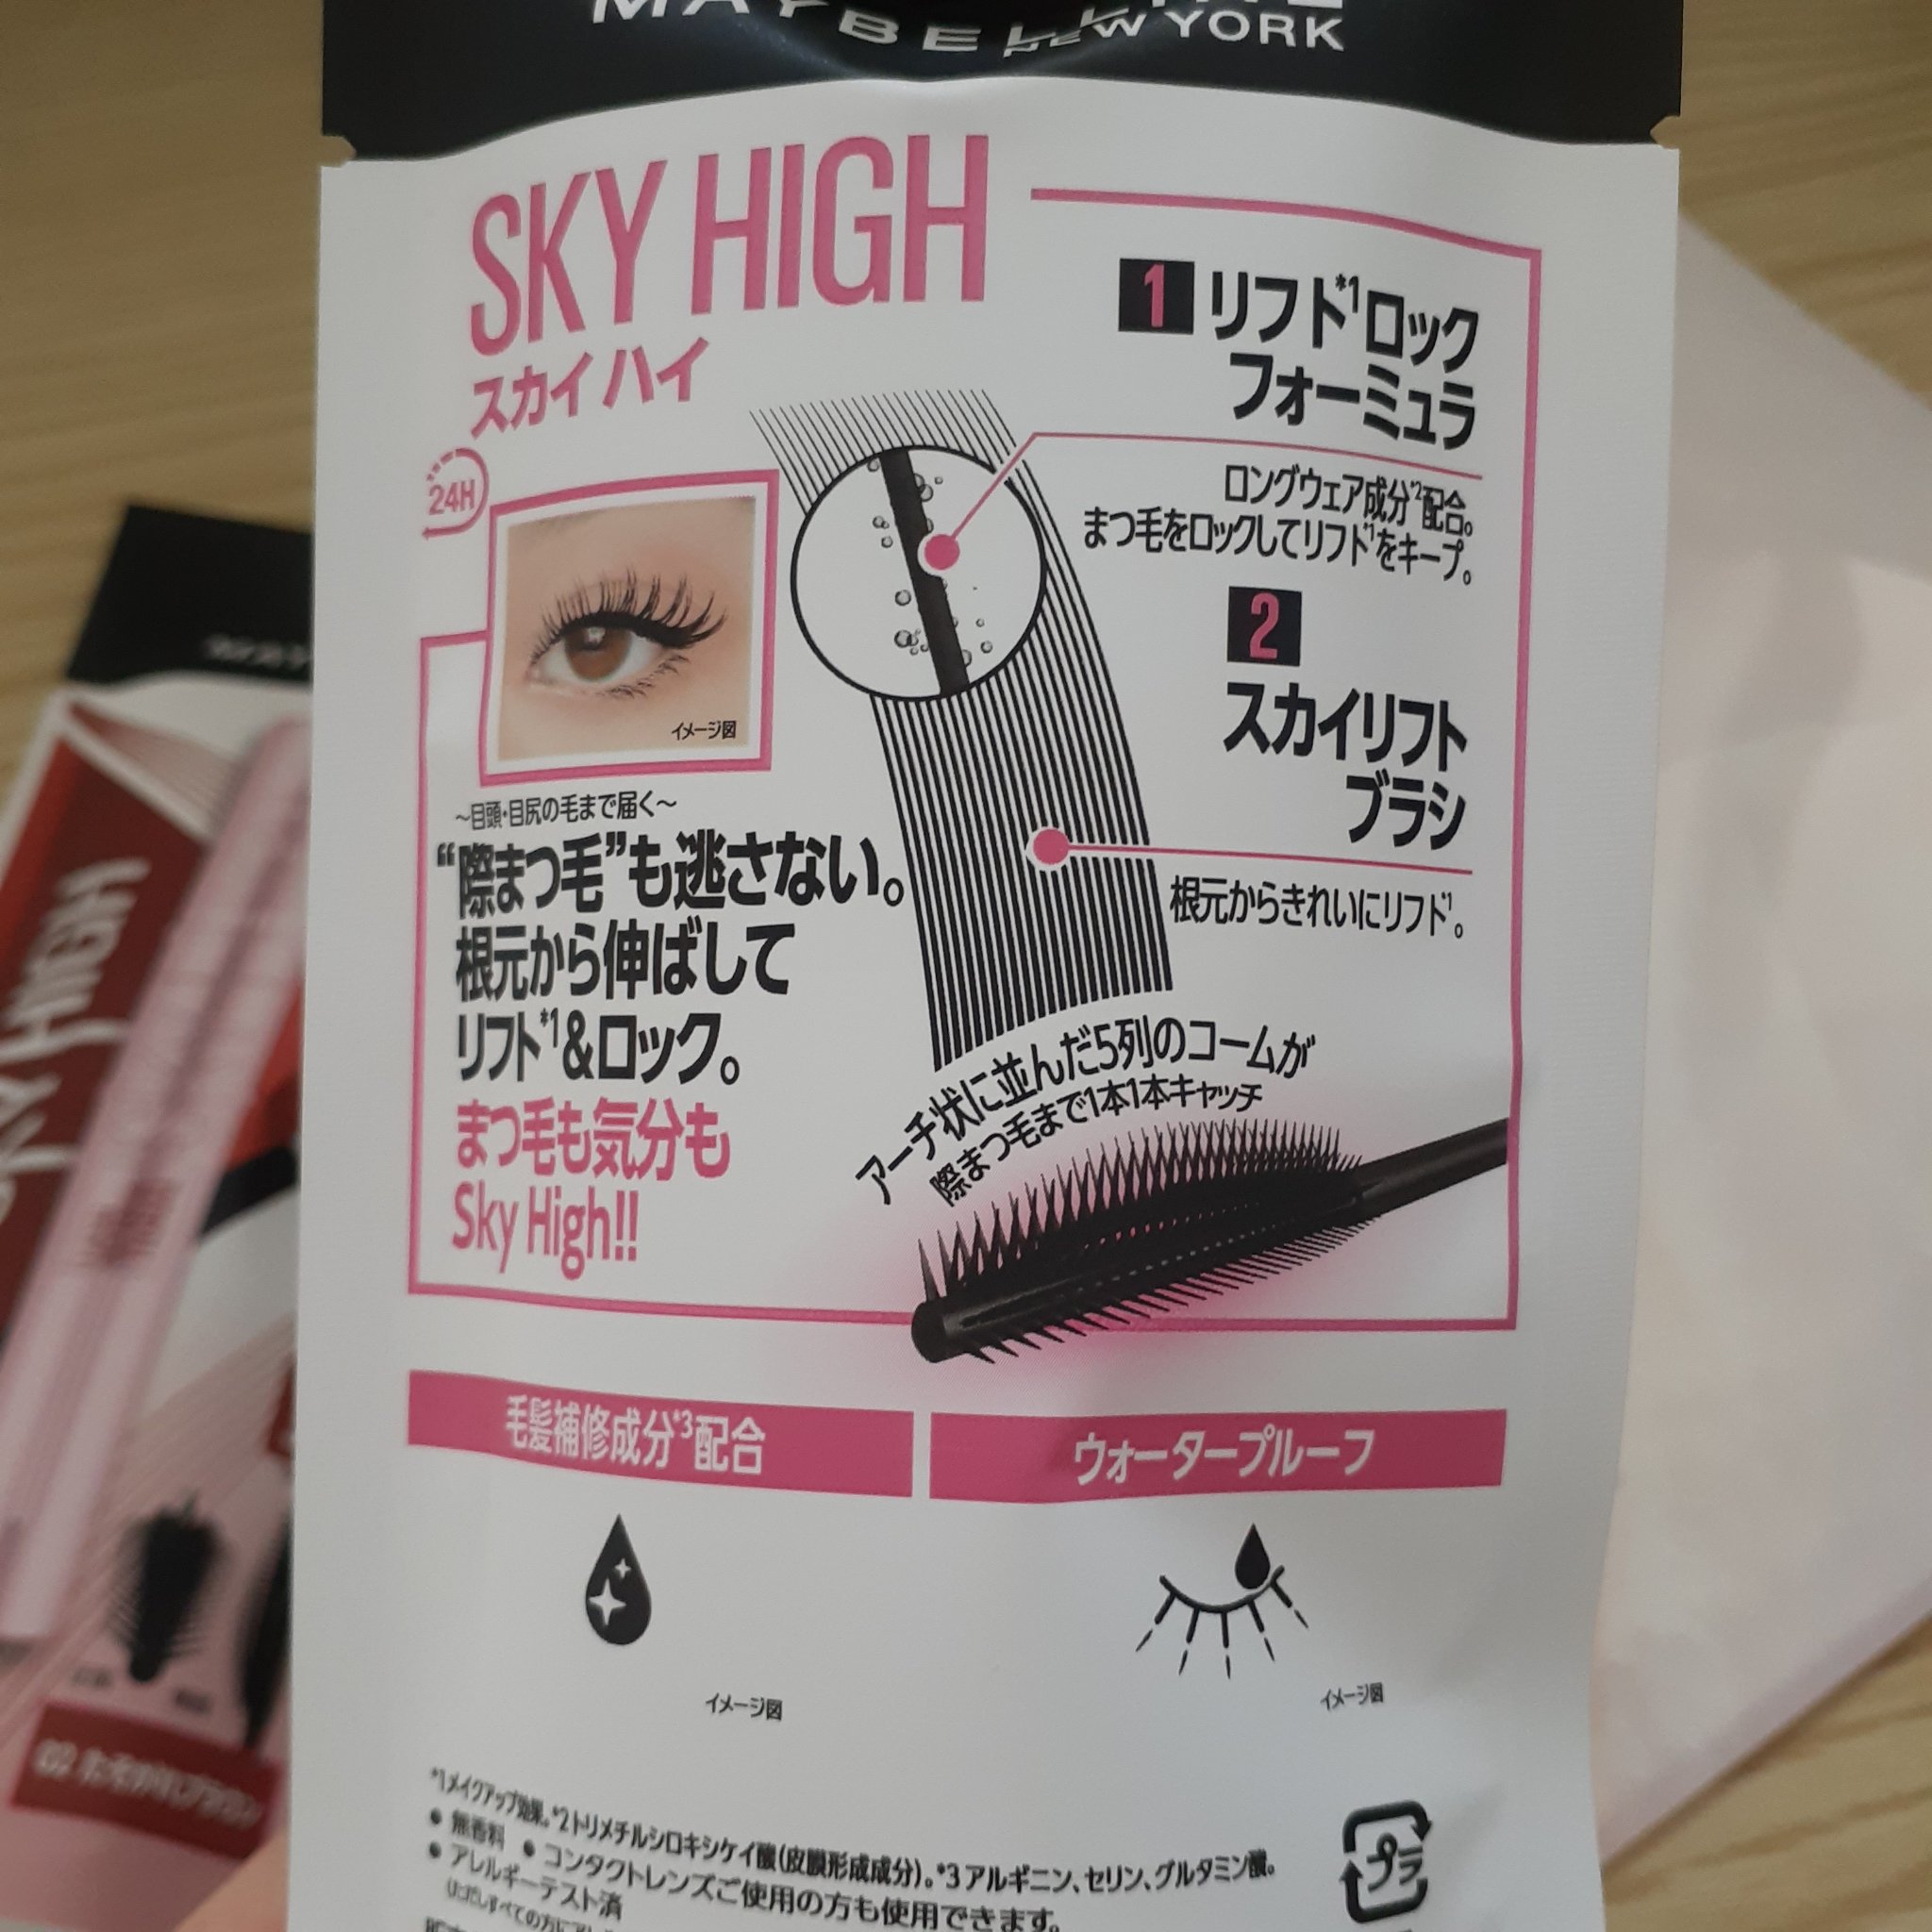 NEW YORK
SKY HIGH
スカイ ハイ
24H
イメージ図
1 リフト*1ロック
フォーミュラ
ロングウェア成分*2配合。
まつ毛をロックしてリフト*1をキープ。
2
スカイリフト
ブラシ
根元からきれいにリフト*1。
～目頭・目尻の毛まで届く～
“際まつ毛”も逃さない。
根元から伸ばして
リフト*1&ロック。
まつ毛も気分も
Sky High!!
アーチ状に並んだ5列のコームが
際まつ毛まで1本1本キャッチ
毛髪補修成分*3配合
ウォータープルーフ
イメージ図
イメージ図
*1メイクアップ効果。*2トリメチルシロキシケイ酸(皮膜形成成分)。*3アルギニン、セリン、グルタミン酸。
● 無香料 ● コンタクトレンズご使用の方も使用できます。
● アレルギーテスト済
プラ
HIGH